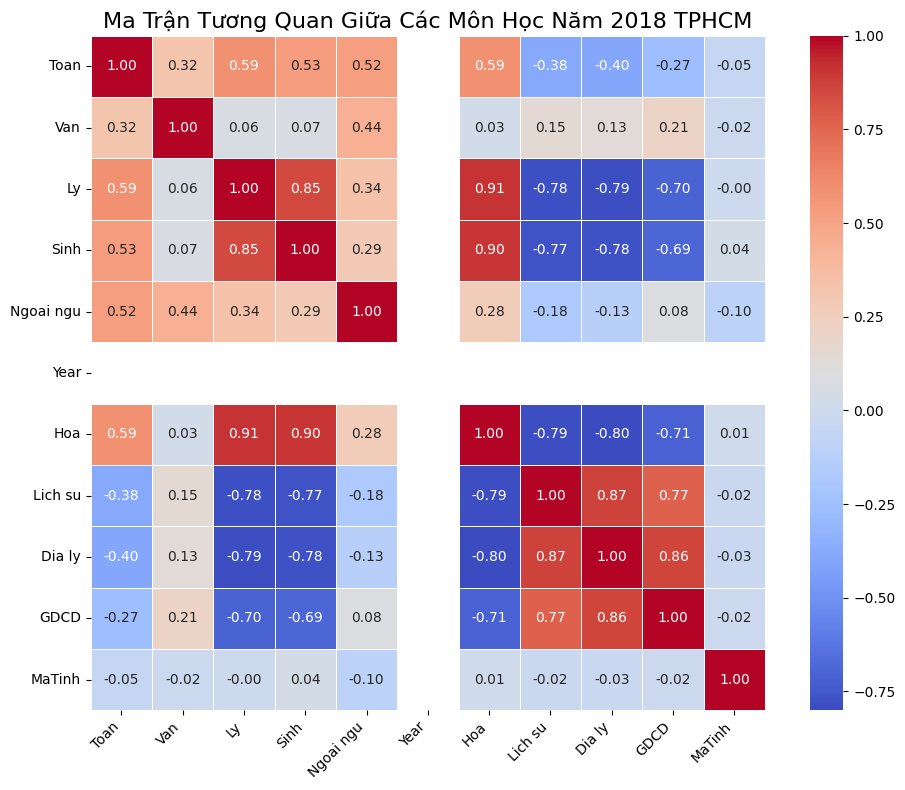 Ma Trận Tương Quan Giữa Các Môn Học Năm 2018 TPHCM
Toan 1.00 0.32 0.59 0.53 0.52 0.59 -0.38 -0.40 -0.27 -0.05
Van 0.32 1.00 0.06 0.07 0.44 0.03 0.15 0.13 0.21 -0.02
Ly 0.59 0.06 1.00 0.85 0.34 0.91 -0.78 -0.79 -0.70 -0.00
Sinh 0.53 0.07 0.85 1.00 0.29 0.90 -0.77 -0.78 -0.69 0.04
Ngoai ngu 0.52 0.44 0.34 0.29 1.00 0.28 -0.18 -0.13 0.08 -0.10
Year
Hoa 0.59 0.03 0.91 0.90 0.28 1.00 -0.79 -0.80 -0.71 0.01
Lich su -0.38 0.15 -0.78 -0.77 -0.18 -0.79 1.00 0.87 0.77 -0.02
Dia ly -0.40 0.13 -0.79 -0.78 -0.13 -0.80 0.87 1.00 0.86 -0.03
GDCD -0.27 0.21 -0.70 -0.69 0.08 -0.71 0.77 0.86 1.00 -0.02
MaTinh -0.05 -0.02 -0.00 0.04 -0.10 0.01 -0.02 -0.03 -0.02 1.00
Toan Van Ly Sinh Ngoai ngu Year Hoa Lich su Dia ly GDCD MaTinh
1.00
0.75
0.50
0.25
0.00
−0.25
−0.50
−0.75